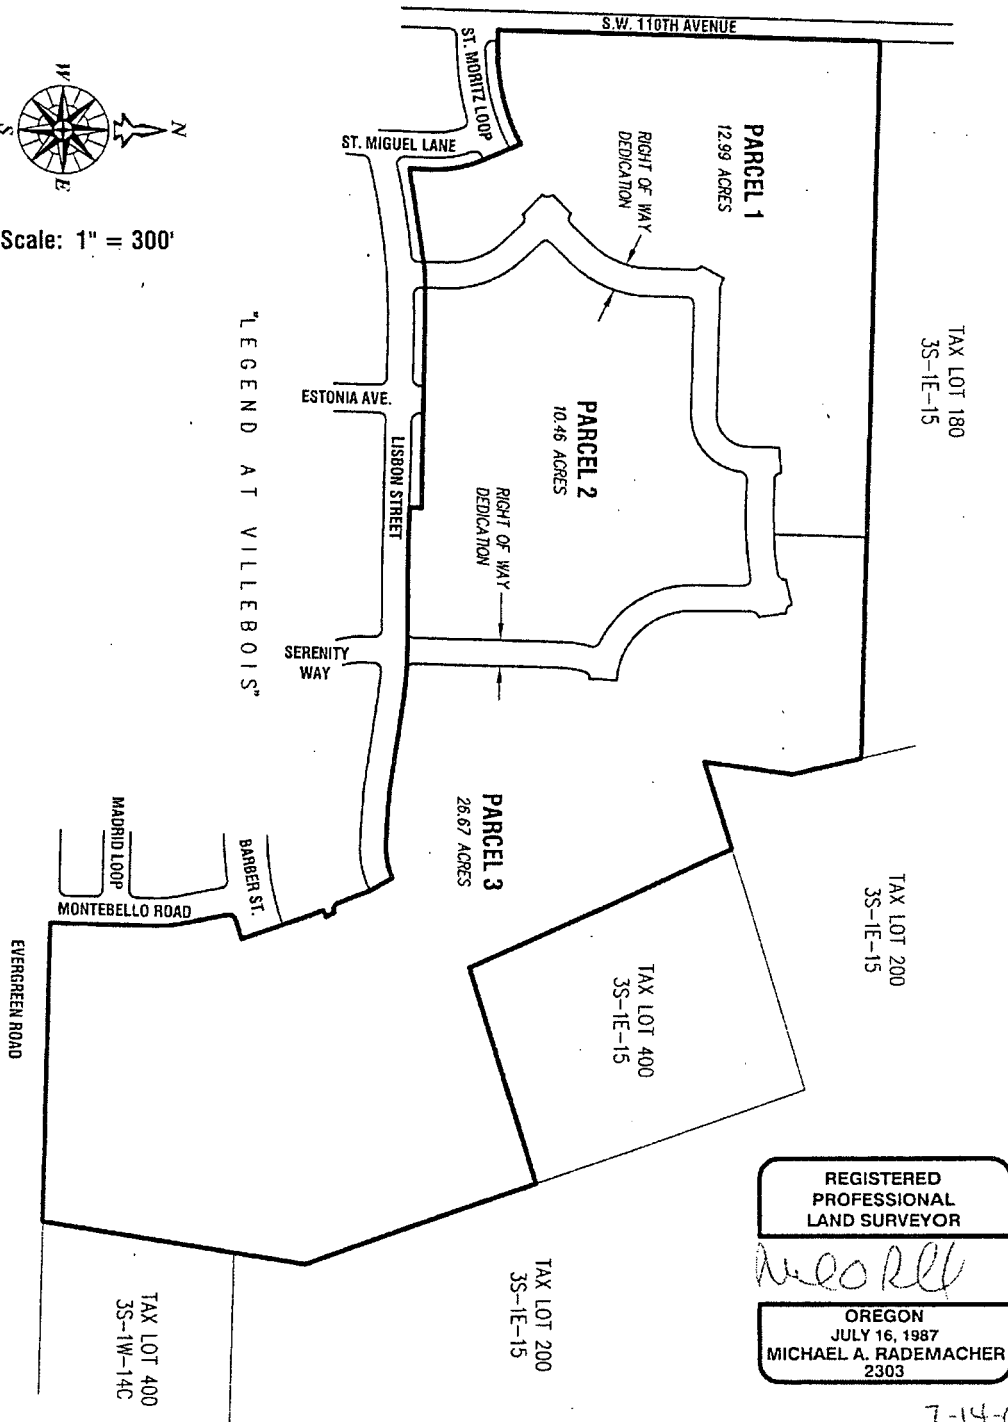 S.W. 110TH AVENUE
ST. MORITZ LOOP
ST. MIGUEL LANE
PARCEL 1
12.99 ACRES
RIGHT OF WAY
DEDICATION
N
W
E
S
Scale: 1" = 300'
TAX LOT 180
3S-1E-15
"LEGEND AT VILLEBOIS"
ESTONIA AVE.
LISBON STREET
PARCEL 2
10.46 ACRES
RIGHT OF WAY
DEDICATION
SERENITY
WAY
PARCEL 3
26.67 ACRES
MADRID LOOP
BARBER ST.
MONTEBELLO ROAD
EVERGREEN ROAD
TAX LOT 200
3S-1E-15
TAX LOT 400
3S-1E-15
TAX LOT 200
3S-1E-15
TAX LOT 400
3S-1W-14C
REGISTERED
PROFESSIONAL
LAND SURVEYOR
OREGON
JULY 16, 1987
MICHAEL A. RADEMACHER
2303
7-14-